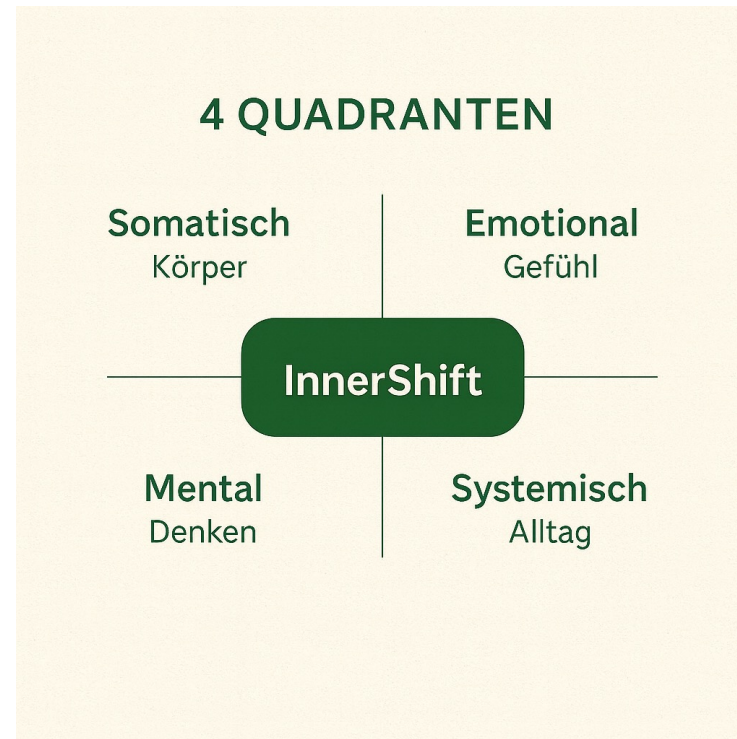 4 QUADRANTEN
Somatisch
Körper
Emotional
Gefühl
InnerShift
Mental
Denken
Systemisch
Alltag